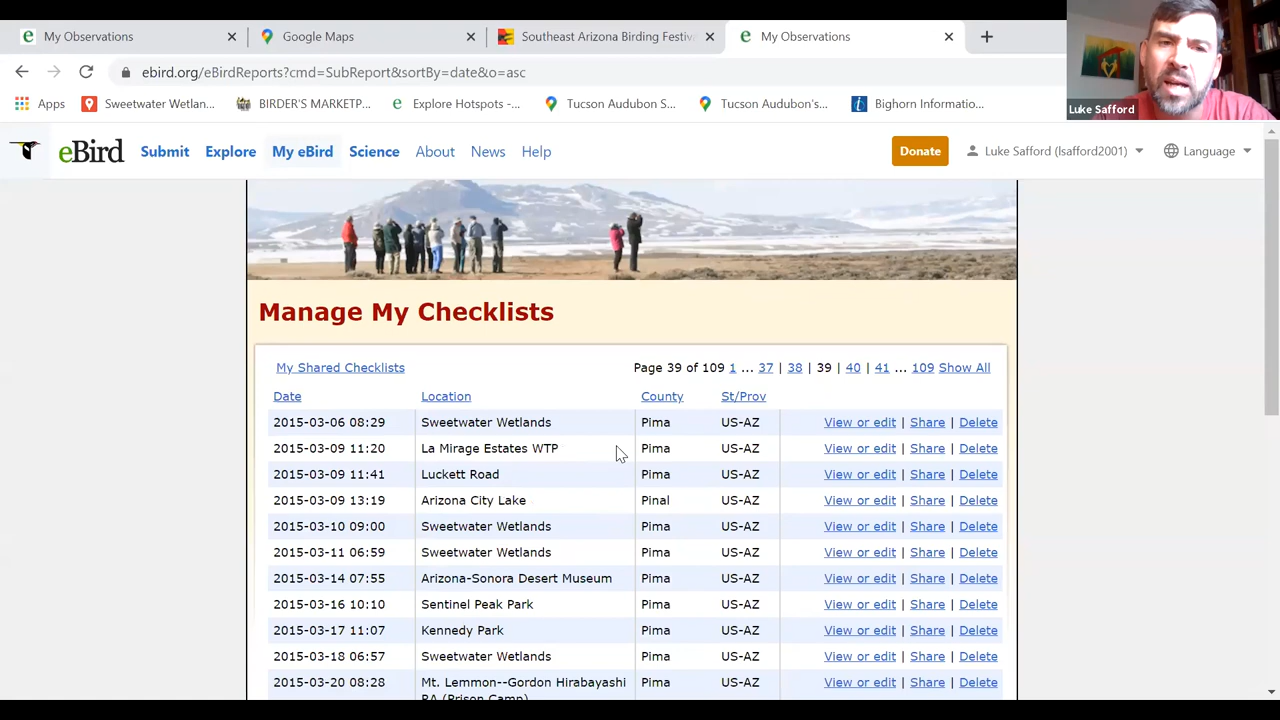 My Observations
Google Maps
Southeast Arizona Birding Festiv
My Observations
ebird.org/eBirdReports?cmd=SubReport&sortBy=date&o=asc
Apps
Sweetwater Wetlan...
BIRDER'S MARKETP...
Explore Hotspots -...
Tucson Audubon S...
Tucson Audubon's...
Bighorn Informatio...
Luke Safford
eBird
Submit
Explore
My eBird
Science
About
News
Help
Donate
Luke Safford (lsafford2001)
Language
Manage My Checklists
My Shared Checklists
Page 39 of 109 1 ... 37 | 38 | 39 | 40 | 41 ... 109 Show All
Date Location County St/Prov
2015-03-06 08:29 Sweetwater Wetlands Pima US-AZ View or edit | Share | Delete
2015-03-09 11:20 La Mirage Estates WTP Pima US-AZ View or edit | Share | Delete
2015-03-09 11:41 Luckett Road Pima US-AZ View or edit | Share | Delete
2015-03-09 13:19 Arizona City Lake Pinal US-AZ View or edit | Share | Delete
2015-03-10 09:00 Sweetwater Wetlands Pima US-AZ View or edit | Share | Delete
2015-03-11 06:59 Sweetwater Wetlands Pima US-AZ View or edit | Share | Delete
2015-03-14 07:55 Arizona-Sonora Desert Museum Pima US-AZ View or edit | Share | Delete
2015-03-16 10:10 Sentinel Peak Park Pima US-AZ View or edit | Share | Delete
2015-03-17 11:07 Kennedy Park Pima US-AZ View or edit | Share | Delete
2015-03-18 06:57 Sweetwater Wetlands Pima US-AZ View or edit | Share | Delete
2015-03-20 08:28 Mt. Lemmon--Gordon Hirabayashi Pima US-AZ View or edit | Share | Delete
RA (Prison Camp)